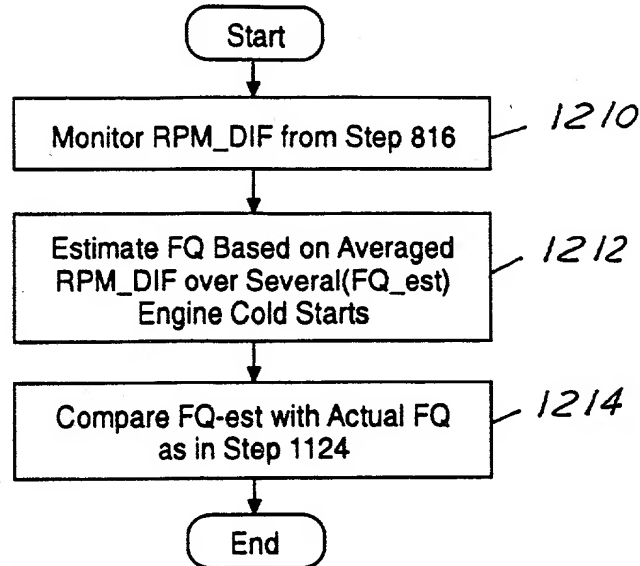 Start
Monitor RPM_DIF from Step 816
1210
Estimate FQ Based on Averaged
RPM_DIF over Several(FQ_est)
Engine Cold Starts
1212
Compare FQ-est with Actual FQ
as in Step 1124
1214
End